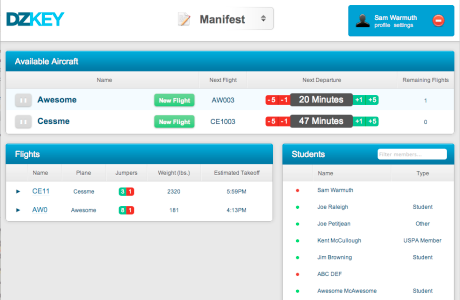 DZKEY
Manifest
Sam Warmuth
profile settings
Available Aircraft
Name Next Flight Next Departure Remaining Flights
Awesome New Flight AW003 -5 -1 20 Minutes +1 +5 1
Cessme New Flight CE1003 -5 -1 47 Minutes +1 +5 0
Flights
Name Plane Jumpers Weight (lbs.) Estimated Takeoff
CE11 Cessme 3 1 2320 5:59PM
AW0 Awesome 8 1 181 4:13PM
Students Filter members...
Name Type
Sam Warmuth
Joe Raleigh Student
Joe Petitjean Other
Kent McCullough USPA Member
Jim Browning Student
ABC DEF
Awesome McAwesome Student